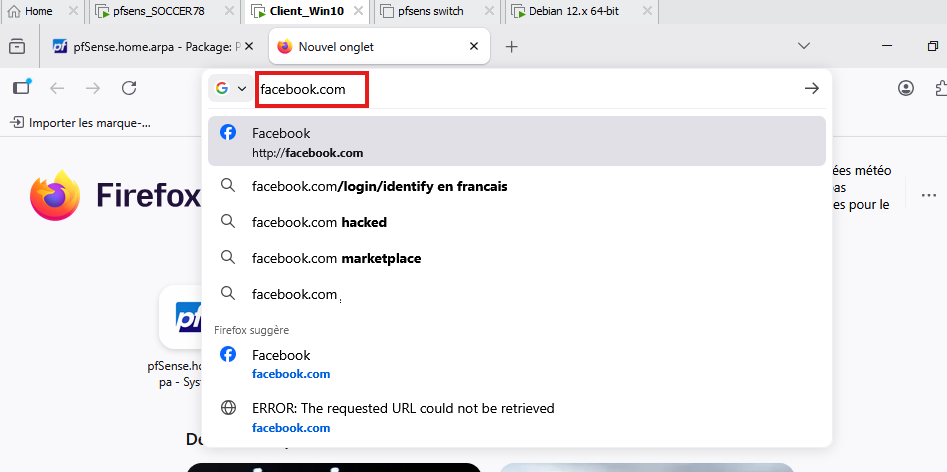 Home
pfsens_SOCCER78
Client_Win10
pfsens switch
Debian 12.x 64-bit
pfSense.home.arpa - Package: P
Nouvel onglet
facebook.com
Importer les marque-...
Facebook
http://facebook.com
facebook.com/login/identify en francais
facebook.com hacked
facebook.com marketplace
facebook.com ,
Firefox suggère
Facebook
facebook.com
ERROR: The requested URL could not be retrieved
facebook.com
Firefox
ées météo
pas
es pour le
pf
pfSense.ho
pa - Syst